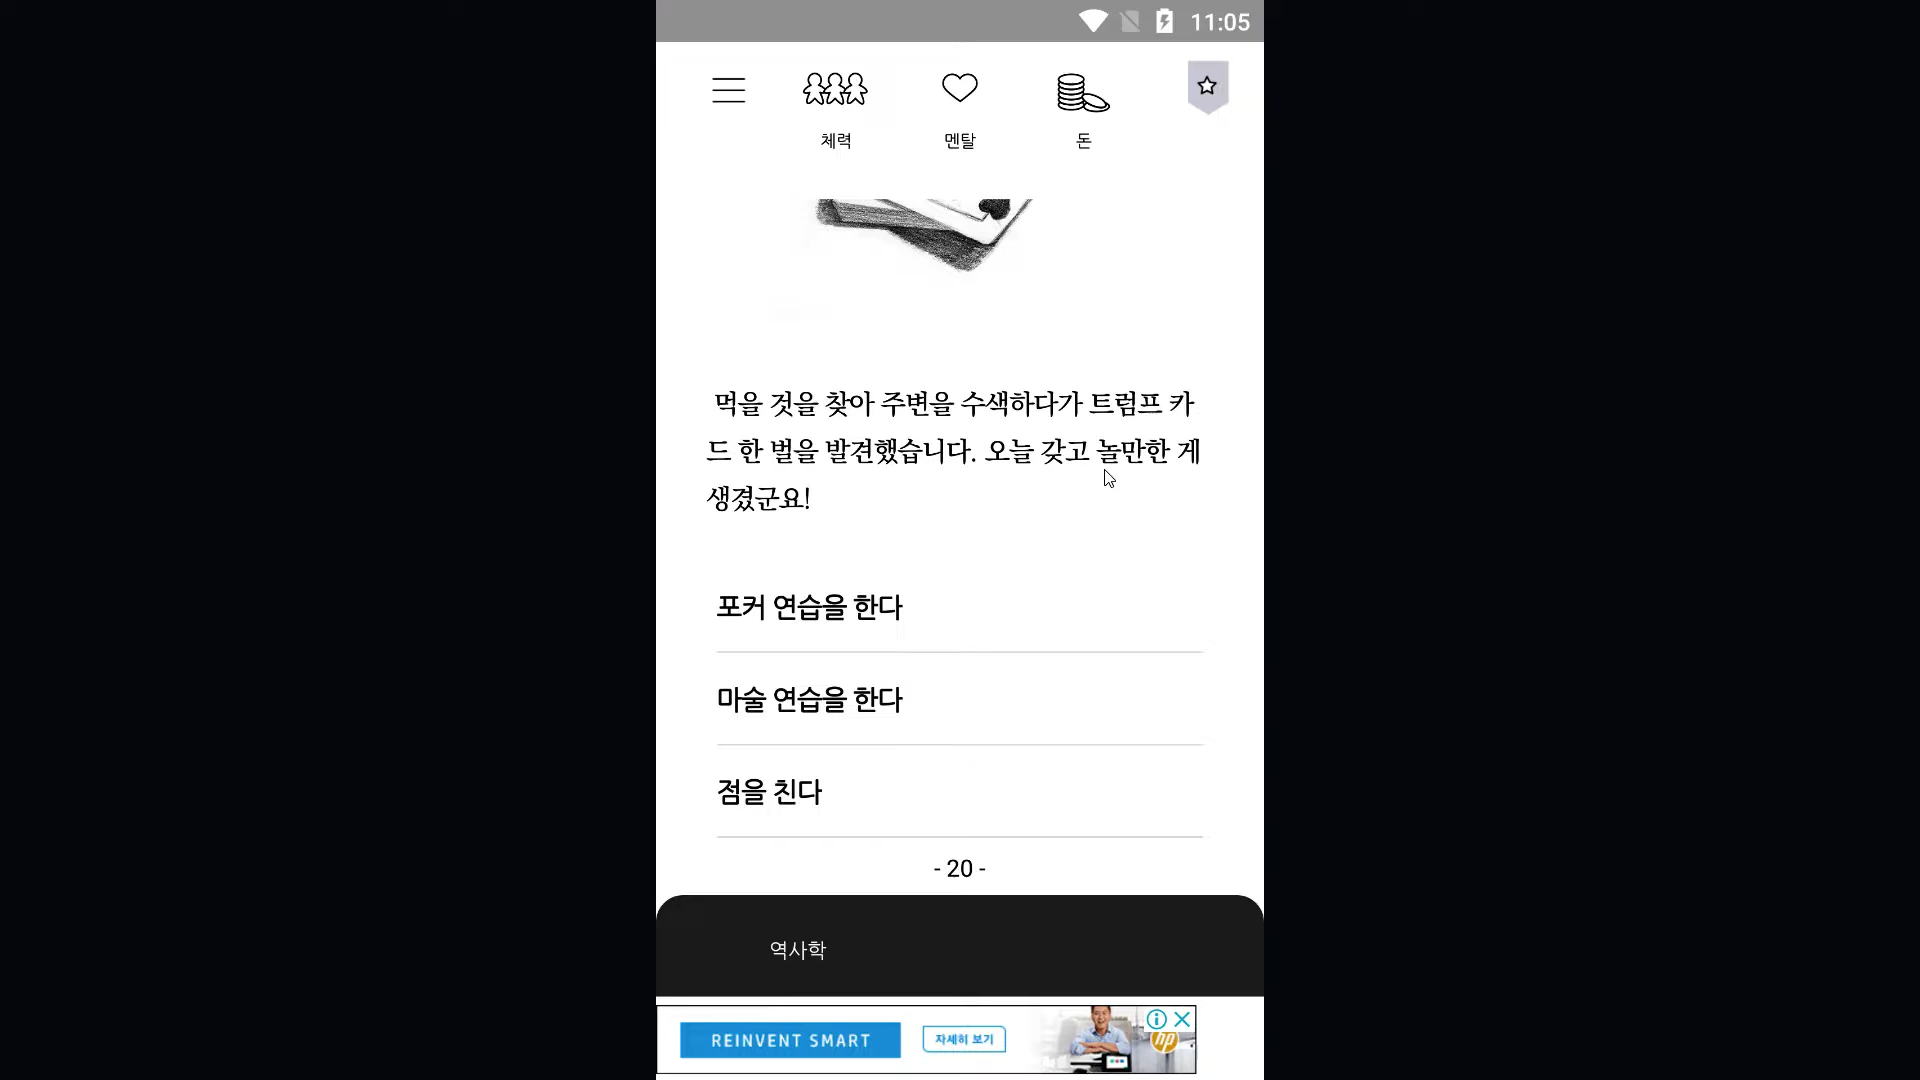 11:05
체력
멘탈
돈
먹을 것을 찾아 주변을 수색하다가 트럼프 카
드 한 벌을 발견했습니다. 오늘 갖고 놀만한 게
생겼군요!
포커 연습을 한다
마술 연습을 한다
점을 친다
- 20 -
역사학
REINVENT SMART
자세히 보기
hp